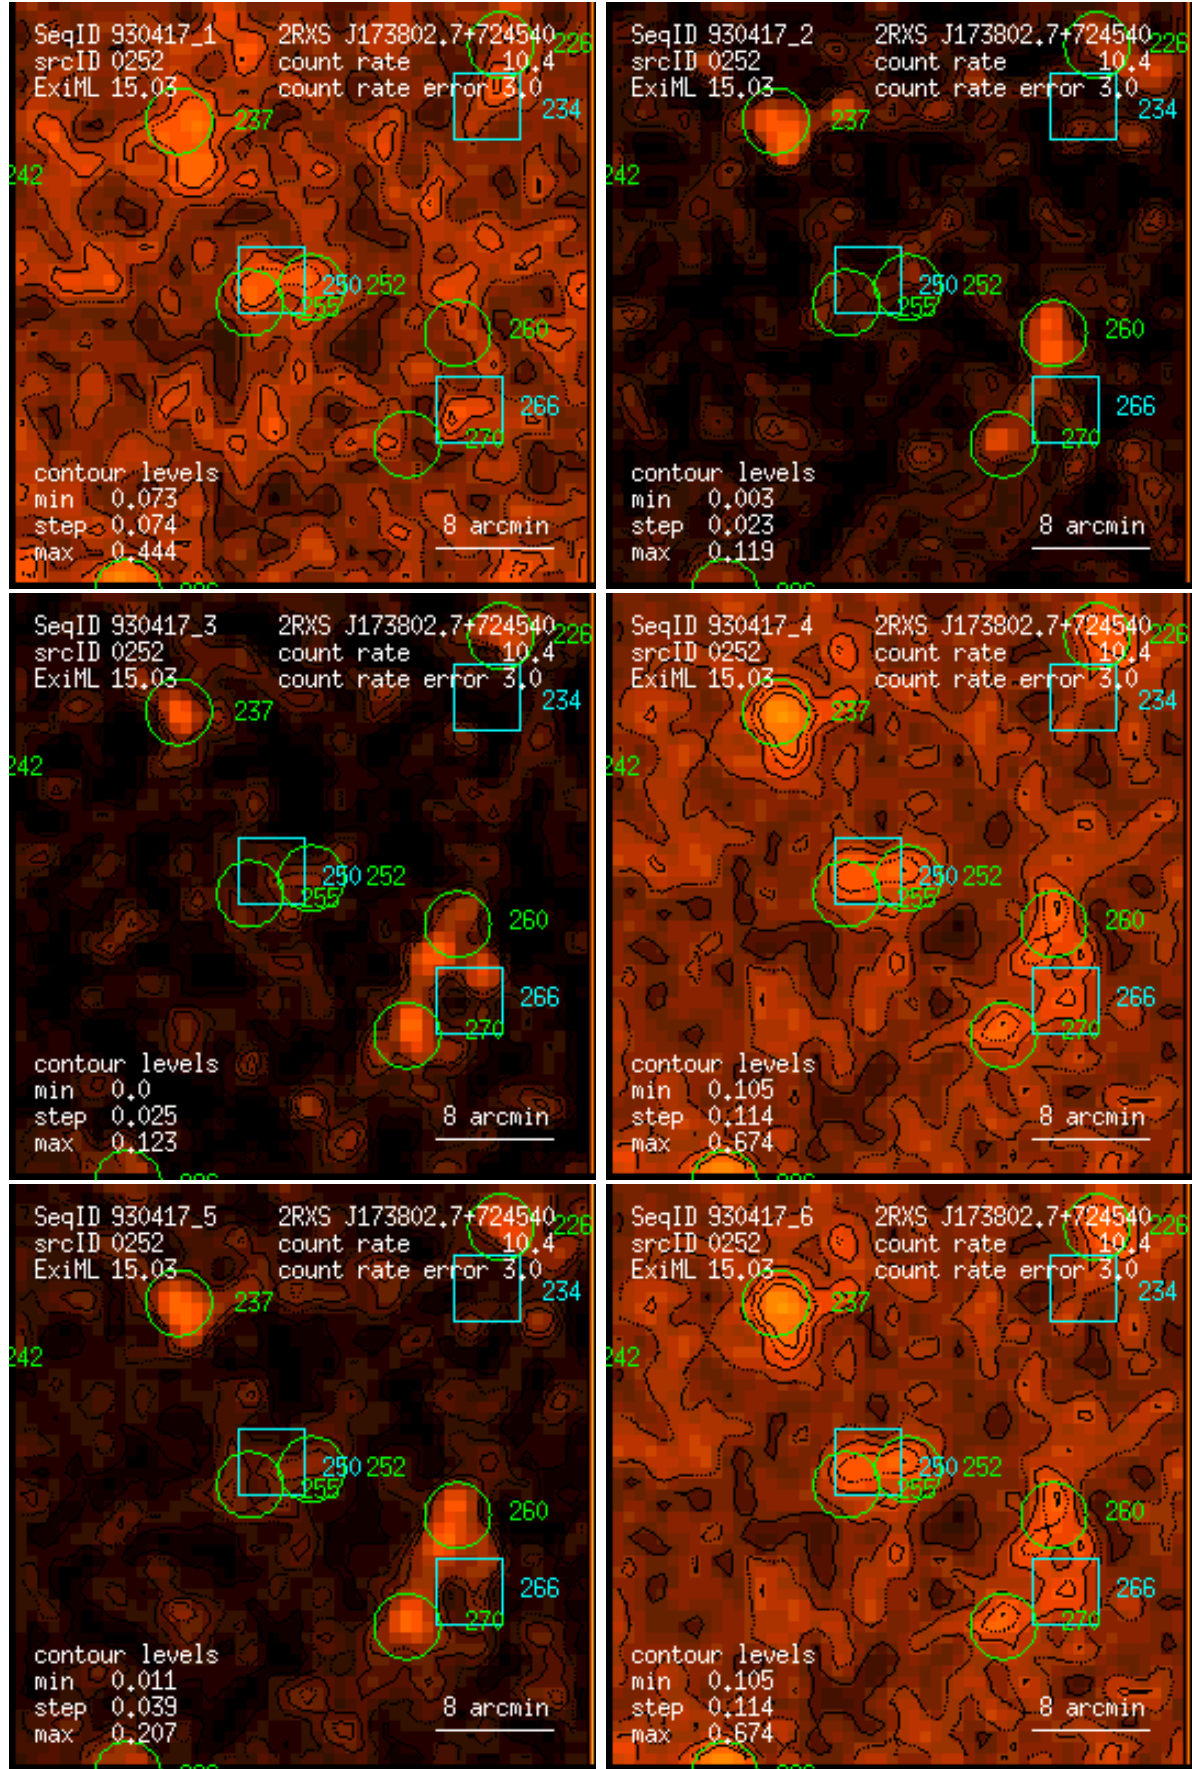 SeqID 930417_1 2RXS J173802.7+724540 226
srcID 0252 count rate 10.4
ExiML 15.03 count rate error 3.0
234
237
242
250 252
255
260
266
270
contour levels
min 0.073
step 0.074 8 arcmin
max 0.444
SeqID 930417_2 2RXS J173802.7+724540 226
srcID 0252 count rate 10.4
ExiML 15.03 count rate error 3.0
234
237
242
250 252
255
260
266
270
contour levels
min 0.003
step 0.023 8 arcmin
max 0.119
SeqID 930417_3 2RXS J173802.7+724540 226
srcID 0252 count rate 10.4
ExiML 15.03 count rate error 3.0
234
237
242
250 252
255
260
266
270
contour levels
min 0.0
step 0.025 8 arcmin
max 0.123
SeqID 930417_4 2RXS J173802.7+724540 226
srcID 0252 count rate 10.4
ExiML 15.03 count rate error 3.0
234
237
242
250 252
255
260
266
270
contour levels
min 0.105
step 0.114 8 arcmin
max 0.674
SeqID 930417_5 2RXS J173802.7+724540 226
srcID 0252 count rate 10.4
ExiML 15.03 count rate error 3.0
234
237
242
250 252
255
260
266
270
contour levels
min 0.011
step 0.039 8 arcmin
max 0.207
SeqID 930417_6 2RXS J173802.7+724540 226
srcID 0252 count rate 10.4
ExiML 15.03 count rate error 3.0
234
237
242
250 252
255
260
266
270
contour levels
min 0.105
step 0.114 8 arcmin
max 0.674